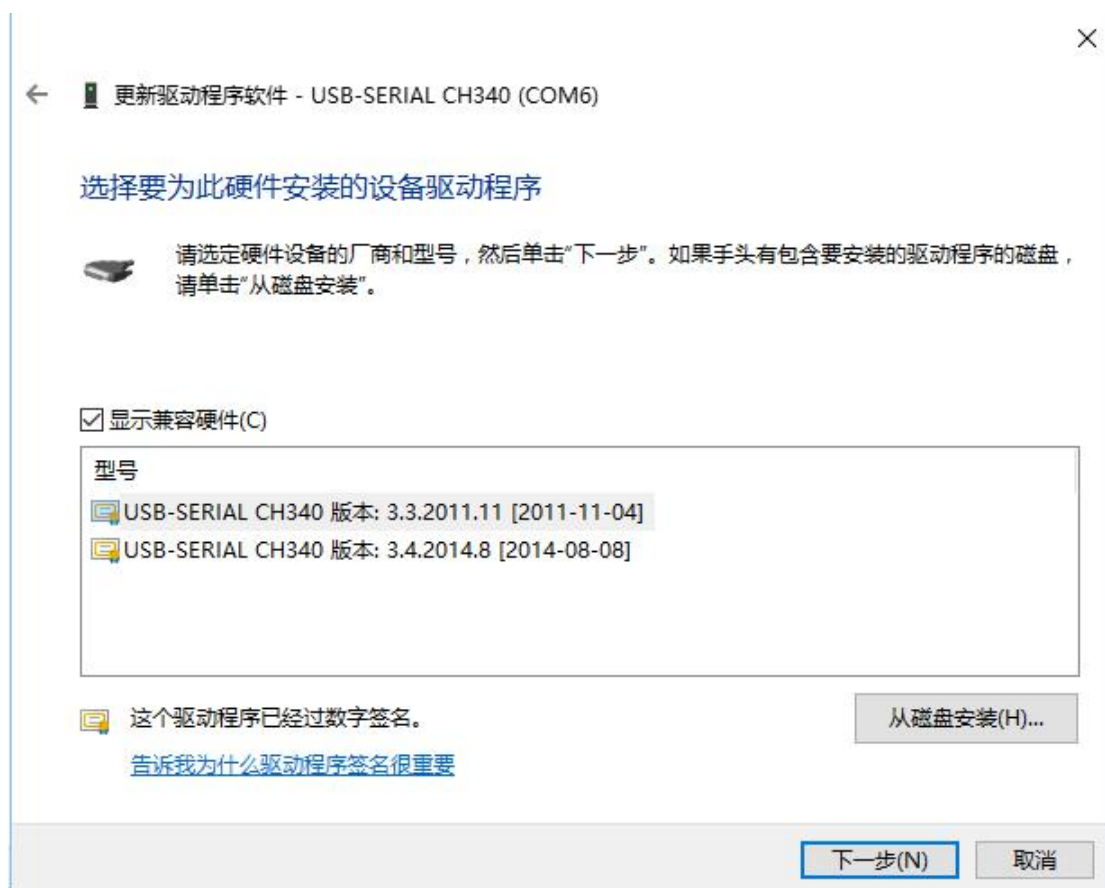 更新驱动程序软件 - USB-SERIAL CH340 (COM6)
选择要为此硬件安装的设备驱动程序
请选定硬件设备的厂商和型号，然后单击"下一步"。如果手头有包含要安装的驱动程序的磁盘，
请单击"从磁盘安装"。
显示兼容硬件(C)
型号
USB-SERIAL CH340 版本: 3.3.2011.11 [2011-11-04]
USB-SERIAL CH340 版本: 3.4.2014.8 [2014-08-08]
这个驱动程序已经过数字签名。
从磁盘安装(H)...
告诉我为什么驱动程序签名很重要
下一步(N)
取消